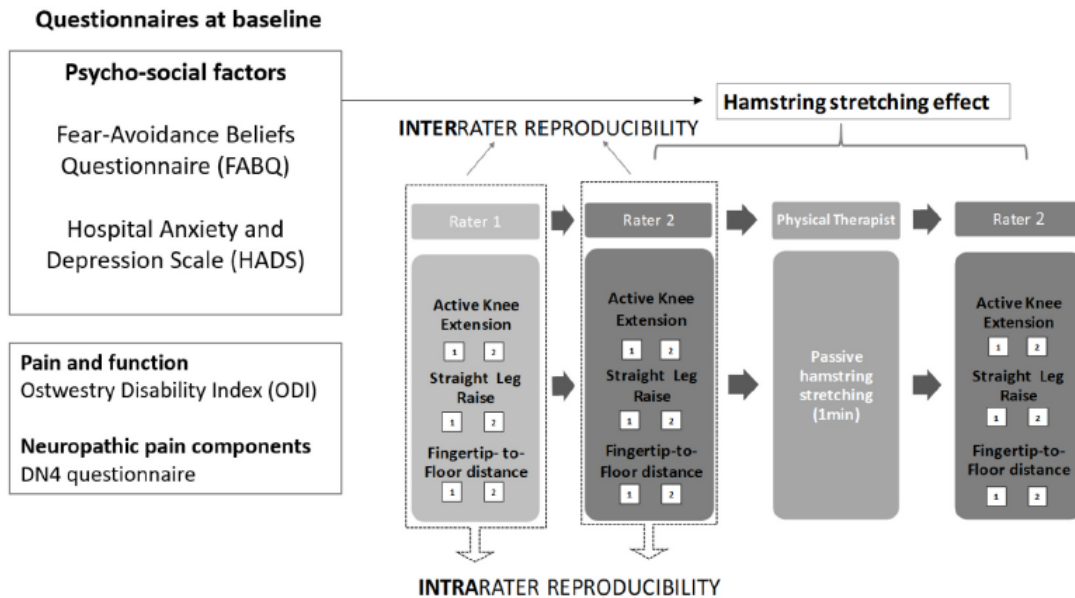 Questionnaires at baseline
Psycho-social factors
Fear-Avoidance Beliefs
Questionnaire (FABQ)
Hospital Anxiety and
Depression Scale (HADS)
Pain and function
Ostwestry Disability Index (ODI)
Neuropathic pain components
DN4 questionnaire
Hamstring stretching effect
INTERRATER REPRODUCIBILITY
Rater 1
Rater 2
Physical Therapist
Rater 2
Active Knee
Extension
1 2
Straight Leg
Raise
1 2
Fingertip- to-
Floor distance
1 2
Active Knee
Extension
1 2
Straight Leg
Raise
1 2
Fingertip-to-
Floor distance
1 2
Passive
hamstring
stretching
(1min)
Active Knee
Extension
1 2
Straight Leg
Raise
1 2
Fingertip-to-
Floor distance
1 2
INTRARATER REPRODUCIBILITY